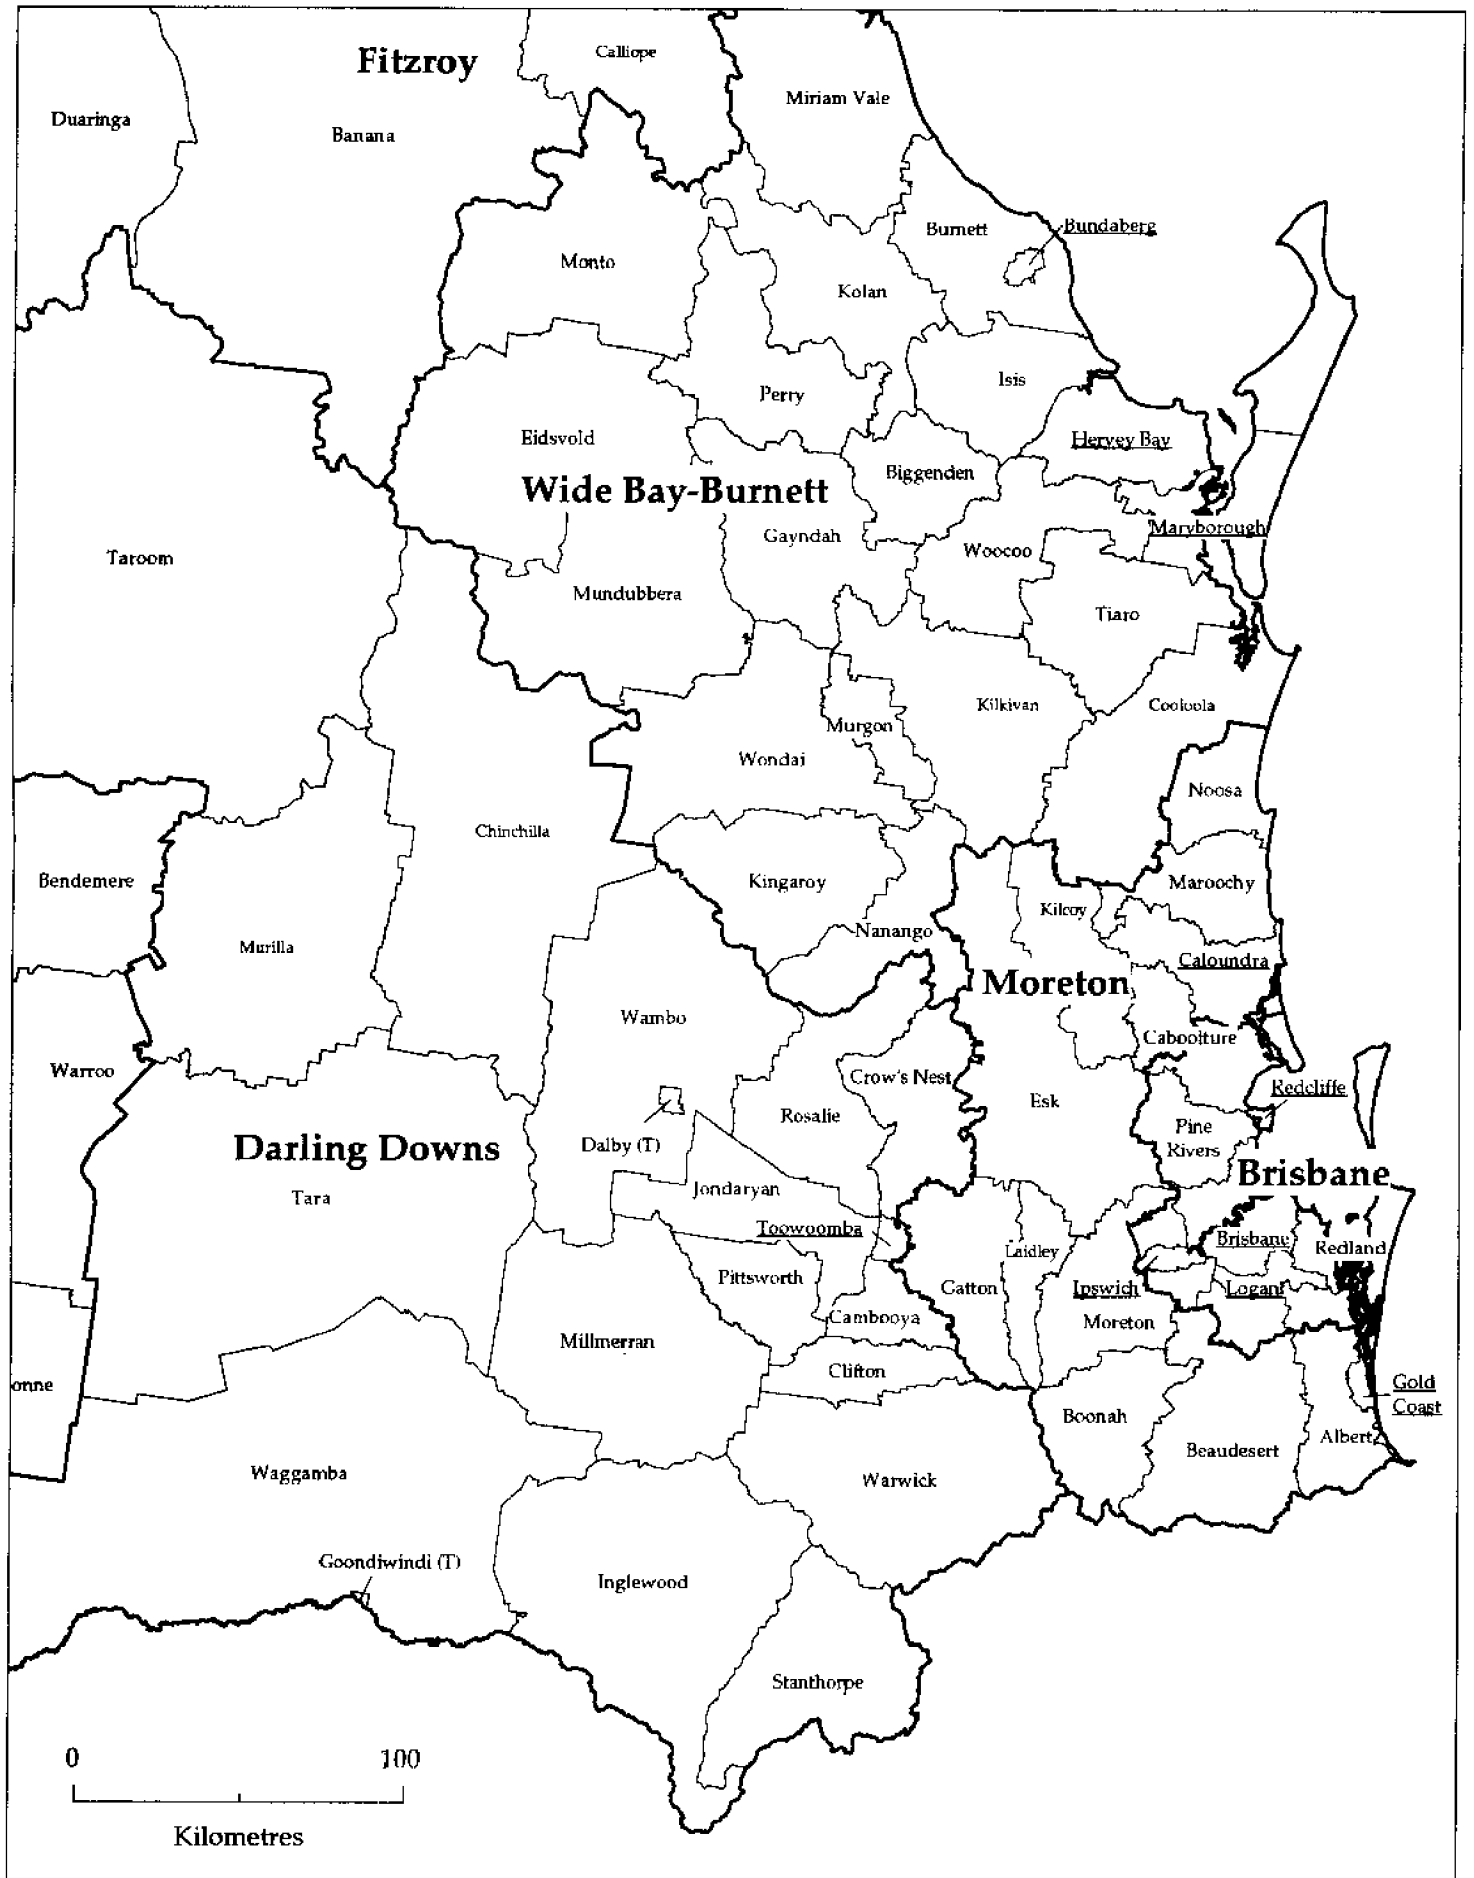 Calliope
Fitzroy
Miriam Vale
Duaringa
Banana
Burnett
Bundaberg
Monto
Kolan
Isis
Perry
Eidsvold
Hervey Bay
Biggenden
Wide Bay-Burnett
Maryborough
Gayndah
Woocoo
Taroom
Mundubbera
Tiaro
Kilkivan
Cooloola
Murgon
Wondai
Noosa
Chinchilla
Bendemere
Kingaroy
Maroochy
Kilcoy
Nanango
Murilla
Caloundra
Moreton
Wambo
Caboolture
Warroo
Crow's Nest
Redcliffe
Esk
Rosalie
Pine
Rivers
Darling Downs
Dalby (T)
Brisbane
Tara
Jondaryan
Toowoomba
Brisbane
Laidley
Redland
Pittsworth
Gatton
Ipswich
Logan
Cambooya
Moreton
Millmerran
Clifton
onne
Gold
Coast
Boonah
Albert
Beaudesert
Waggamba
Warwick
Goondiwindi (T)
Inglewood
Stanthorpe
0 100
Kilometres